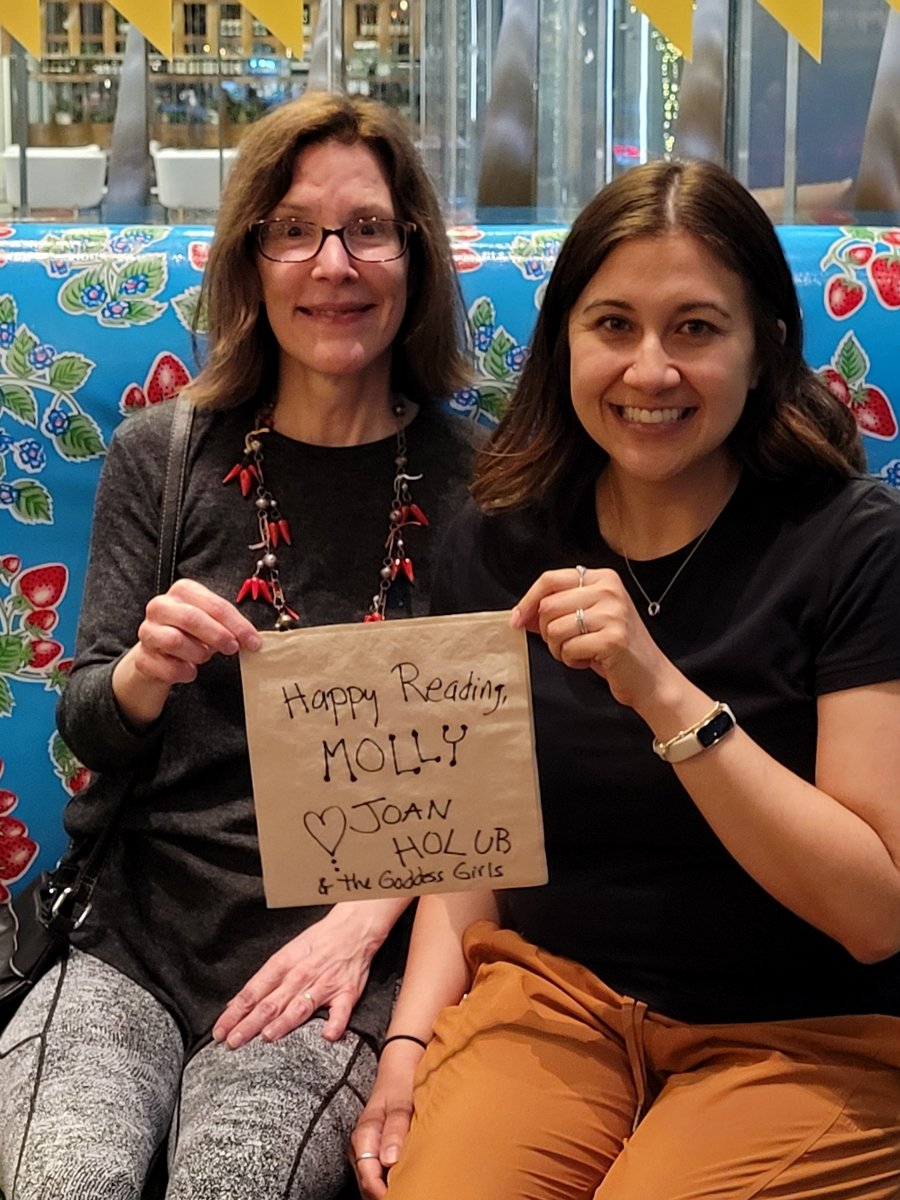 Happy Reading,
MOLLY
♡ JOAN
HOLUB
& the Goddess Girls